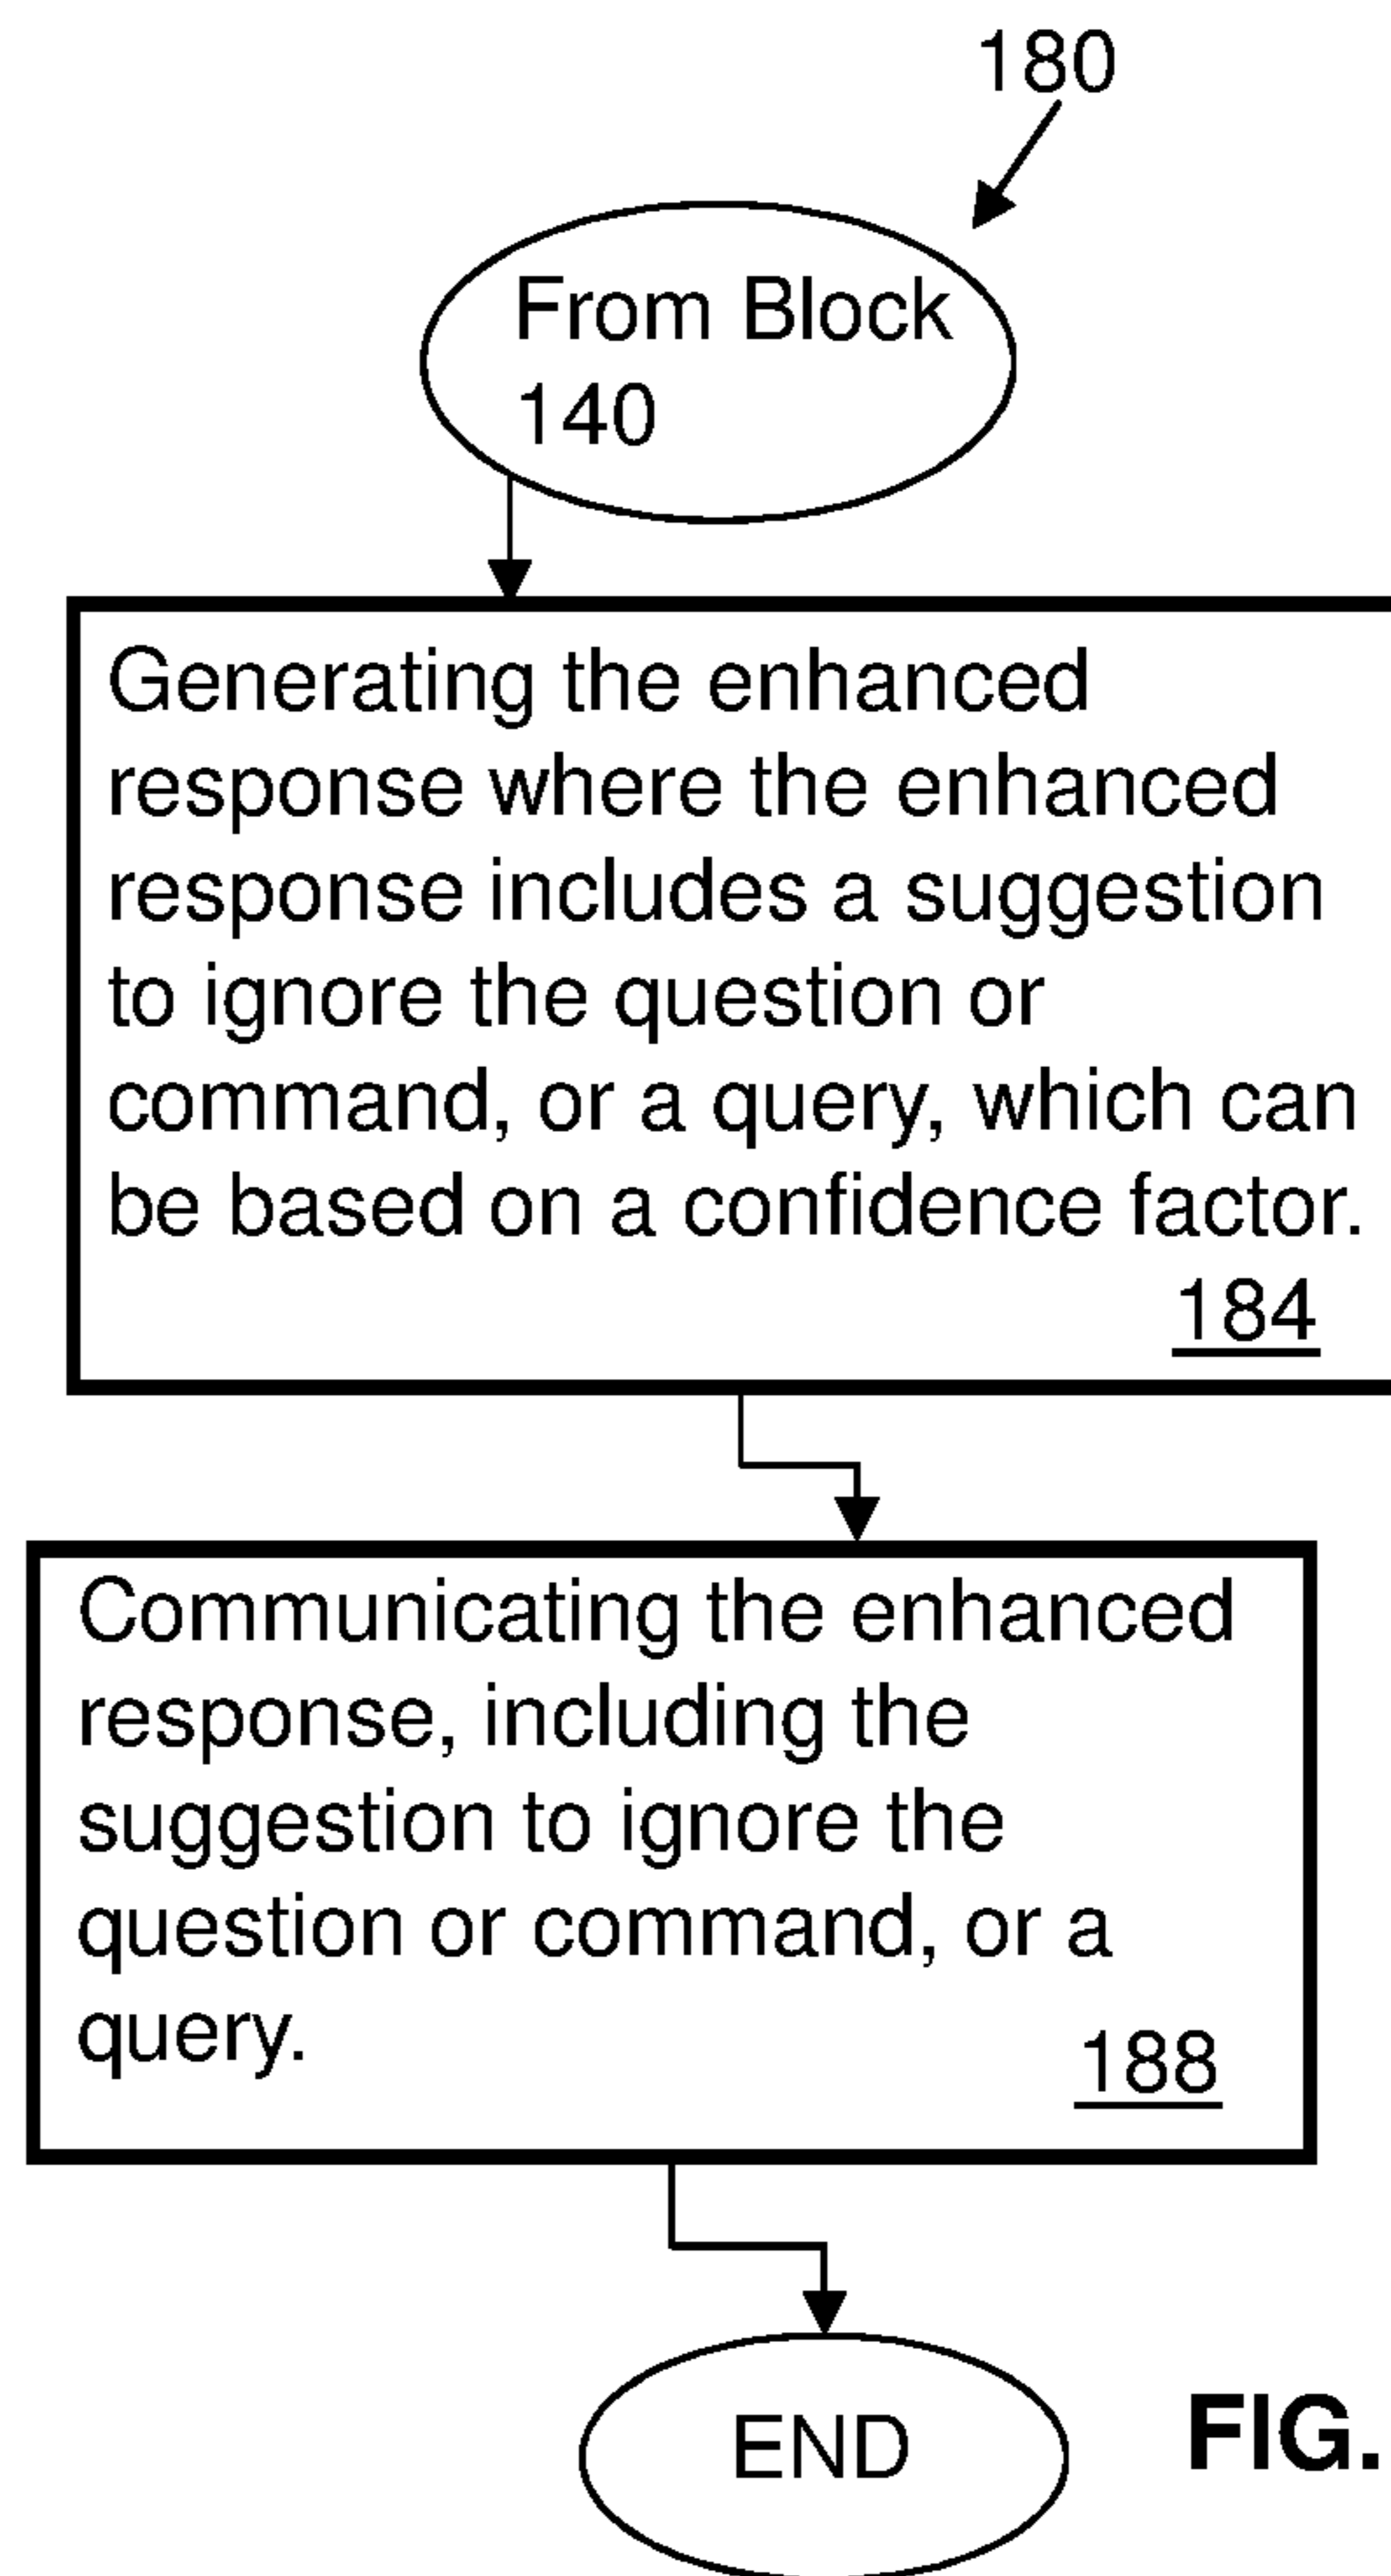 180
From Block
140
Generating the enhanced
response where the enhanced
response includes a suggestion
to ignore the question or
command, or a query, which can
be based on a confidence factor.
184
Communicating the enhanced
response, including the
suggestion to ignore the
question or command, or a
query.
188
END
FIG.